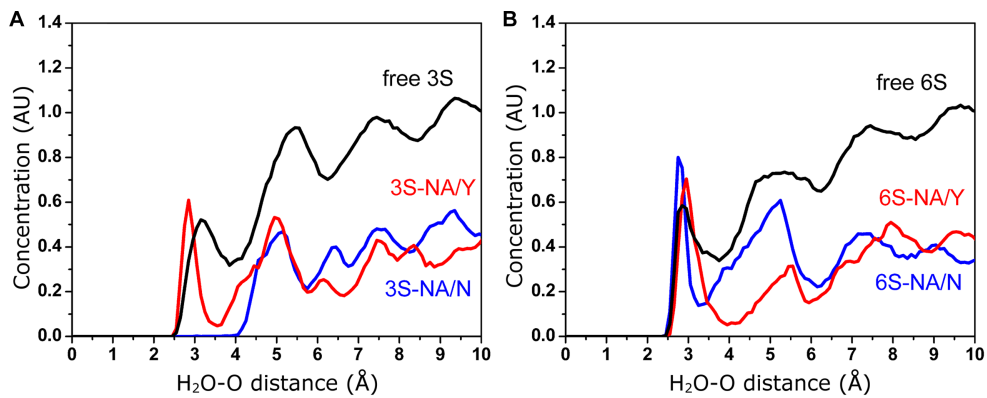 A
Concentration (AU)
1.4
1.2
1.0
0.8
0.6
0.4
0.2
0.0
free 3S
3S-NA/Y
3S-NA/N
0 1 2 3 4 5 6 7 8 9 10
H₂O-O distance (Å)
B
Concentration (AU)
1.4
1.2
1.0
0.8
0.6
0.4
0.2
0.0
free 6S
6S-NA/Y
6S-NA/N
0 1 2 3 4 5 6 7 8 9 10
H₂O-O distance (Å)